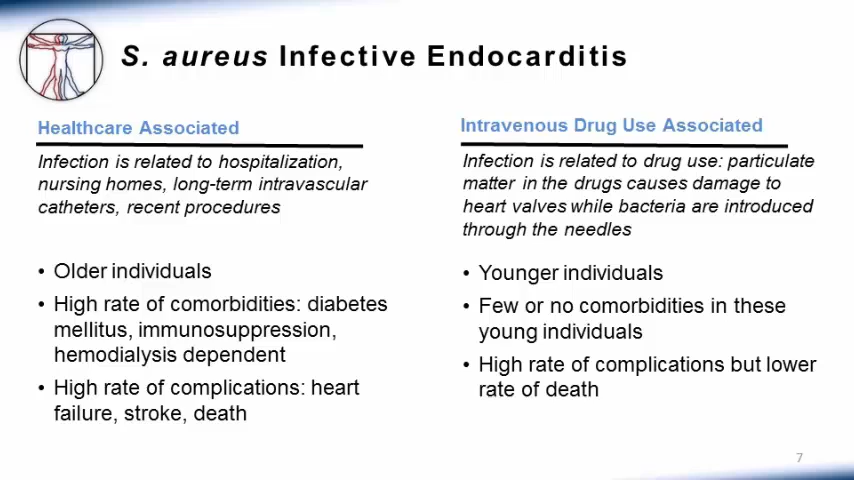 S. aureus Infective Endocarditis
Healthcare Associated
Infection is related to hospitalization,
nursing homes, long-term intravascular
catheters, recent procedures
• Older individuals
• High rate of comorbidities: diabetes
mellitus, immunosuppression,
hemodialysis dependent
• High rate of complications: heart
failure, stroke, death
Intravenous Drug Use Associated
Infection is related to drug use: particulate
matter in the drugs causes damage to
heart valves while bacteria are introduced
through the needles
• Younger individuals
• Few or no comorbidities in these
young individuals
• High rate of complications but lower
rate of death
7